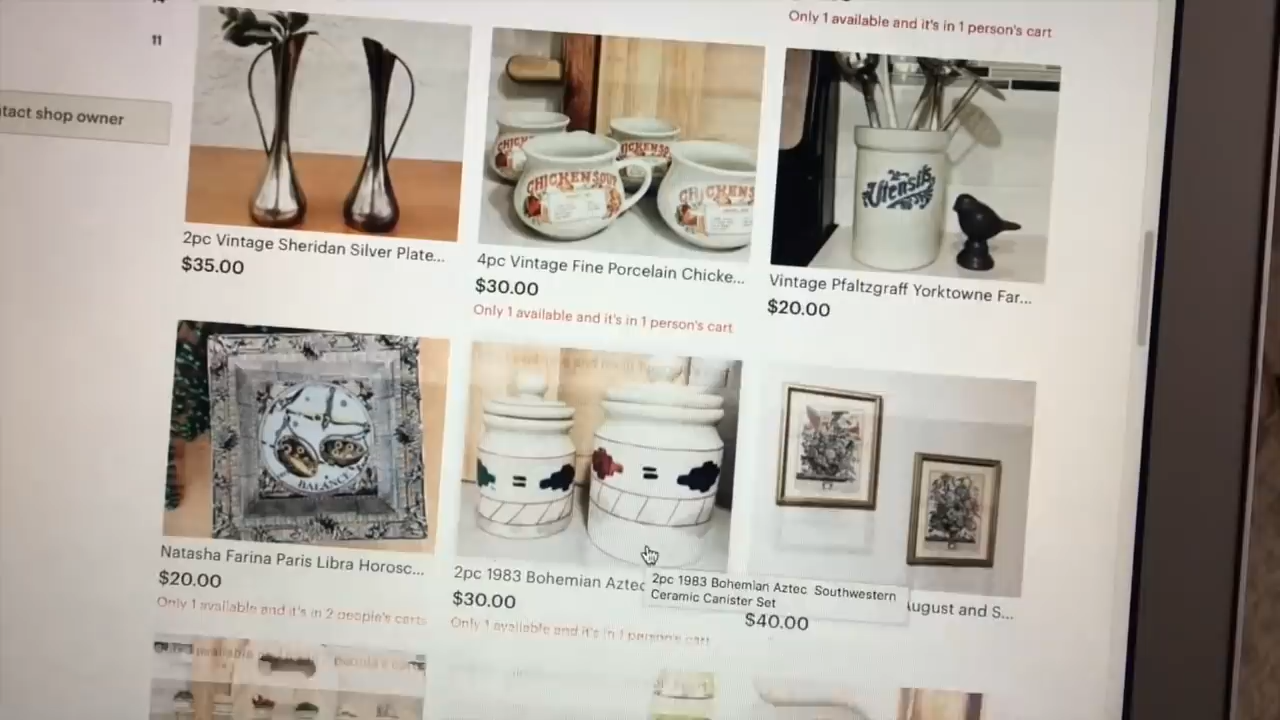 11
Only 1 available and it's in 1 person's cart
tact shop owner
CHICKEN SOUP
CHICKENS
Utensils
2pc Vintage Sheridan Silver Plate...
$35.00
4pc Vintage Fine Porcelain Chicke...
$30.00
Only 1 available and it's in 1 person's cart
Vintage Pfaltzgraff Yorktowne Far...
$20.00
BALANCE
Natasha Farina Paris Libra Horosc...
$20.00
Only 1 available and it's in 2 people's carts
2pc 1983 Bohemian Aztec
$30.00
Only 1 available and it's in 1 person's cart
2pc 1983 Bohemian Aztec Southwestern
Ceramic Canister Set
August and S...
$40.00